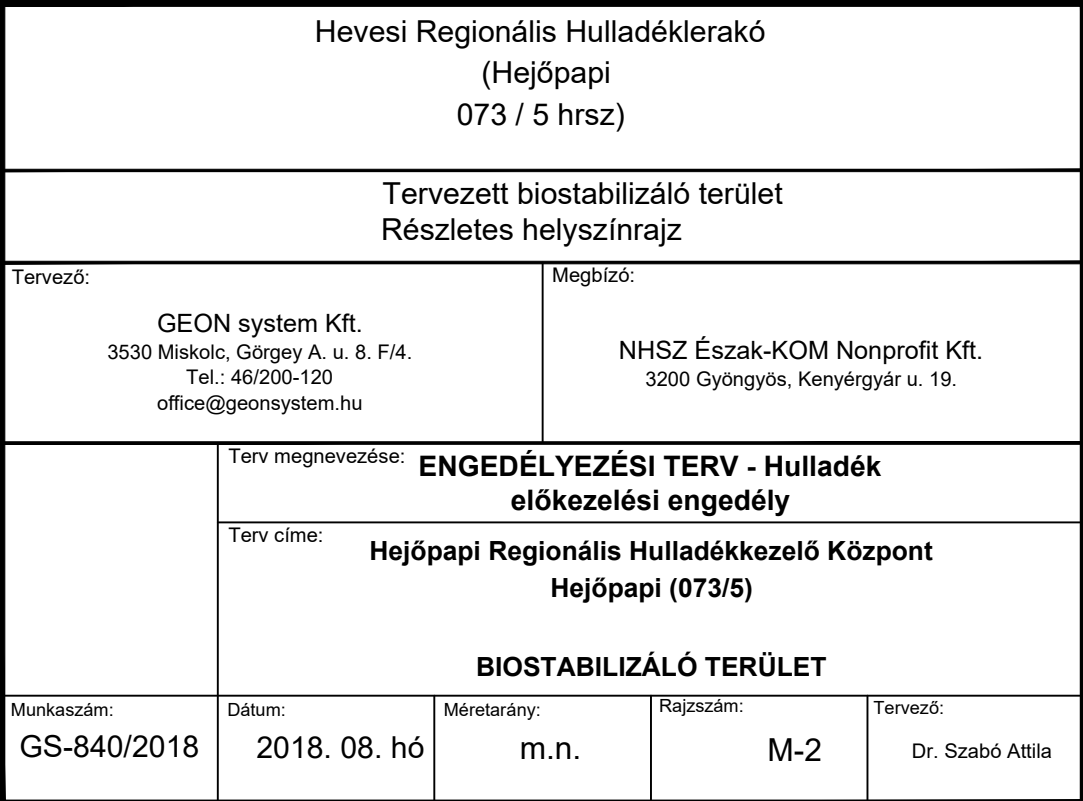 Hevesi Regionális Hulladéklerakó
(Hejőpapi
073 / 5 hrsz)
Tervezett biostabilizáló terület
Részletes helyszínrajz
Tervező:
GEON system Kft.
3530 Miskolc, Görgey A. u. 8. F/4.
Tel.: 46/200-120
office@geonsystem.hu
Megbízó:
NHSZ Észak-KOM Nonprofit Kft.
3200 Gyöngyös, Kenyérgyár u. 19.
Terv megnevezése: ENGEDÉLYEZÉSI TERV - Hulladék
előkezelési engedély
Terv címe:
Hejőpapi Regionális Hulladékkezelő Központ
Hejőpapi (073/5)
BIOSTABILIZÁLÓ TERÜLET
Munkaszám:
GS-840/2018
Dátum:
2018. 08. hó
Méretarány:
m.n.
Rajzszám:
M-2
Tervező:
Dr. Szabó Attila